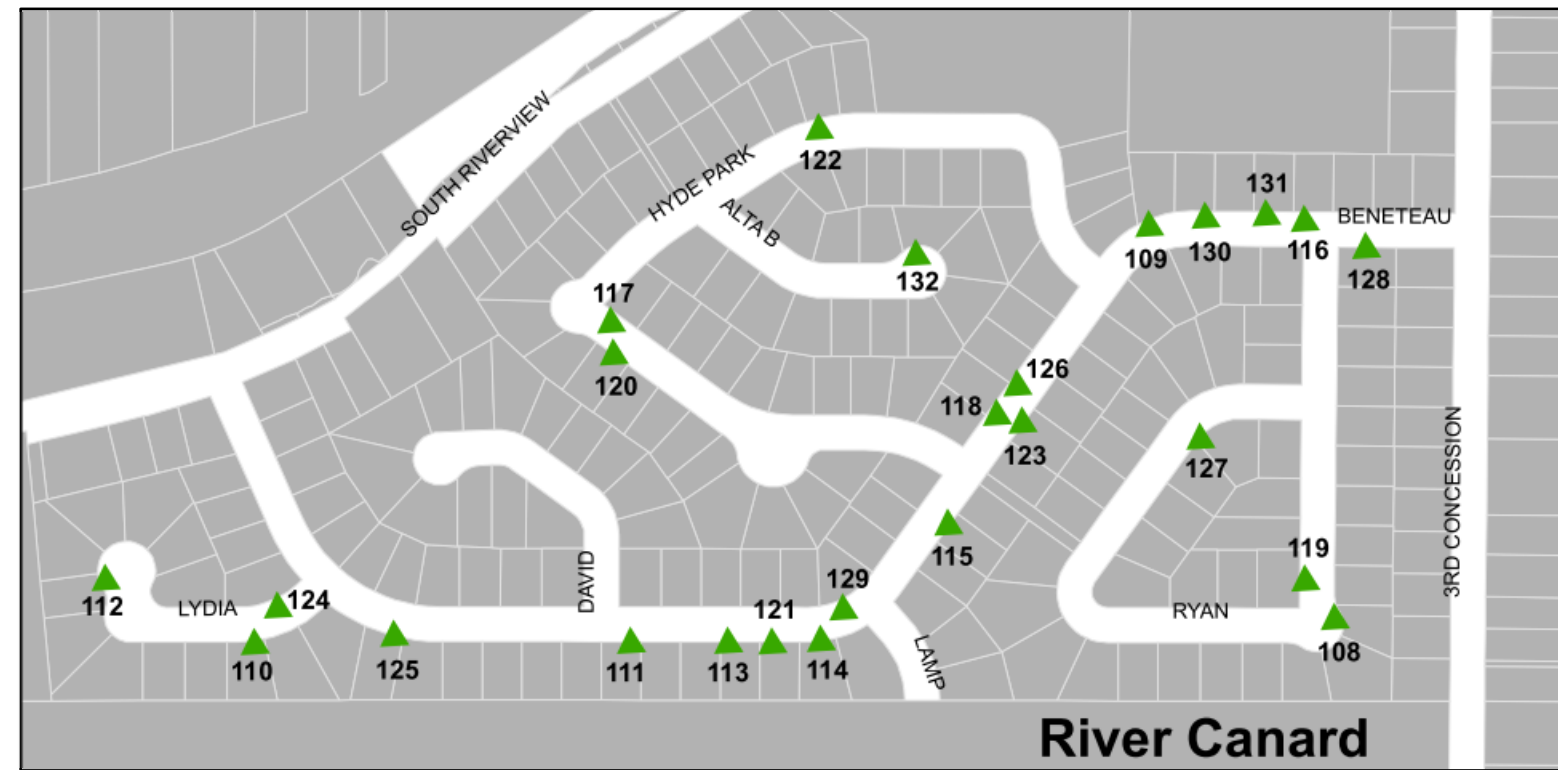 SOUTH RIVERVIEW
HYDE PARK
122
ALTA B
132
131
BENETEAU
109
130
116
128
117
120
126
118
123
127
3RD CONCESSION
115
119
112
LYDIA
124
DAVID
129
121
RYAN
110
125
111
113
114
LAMP
108
River Canard